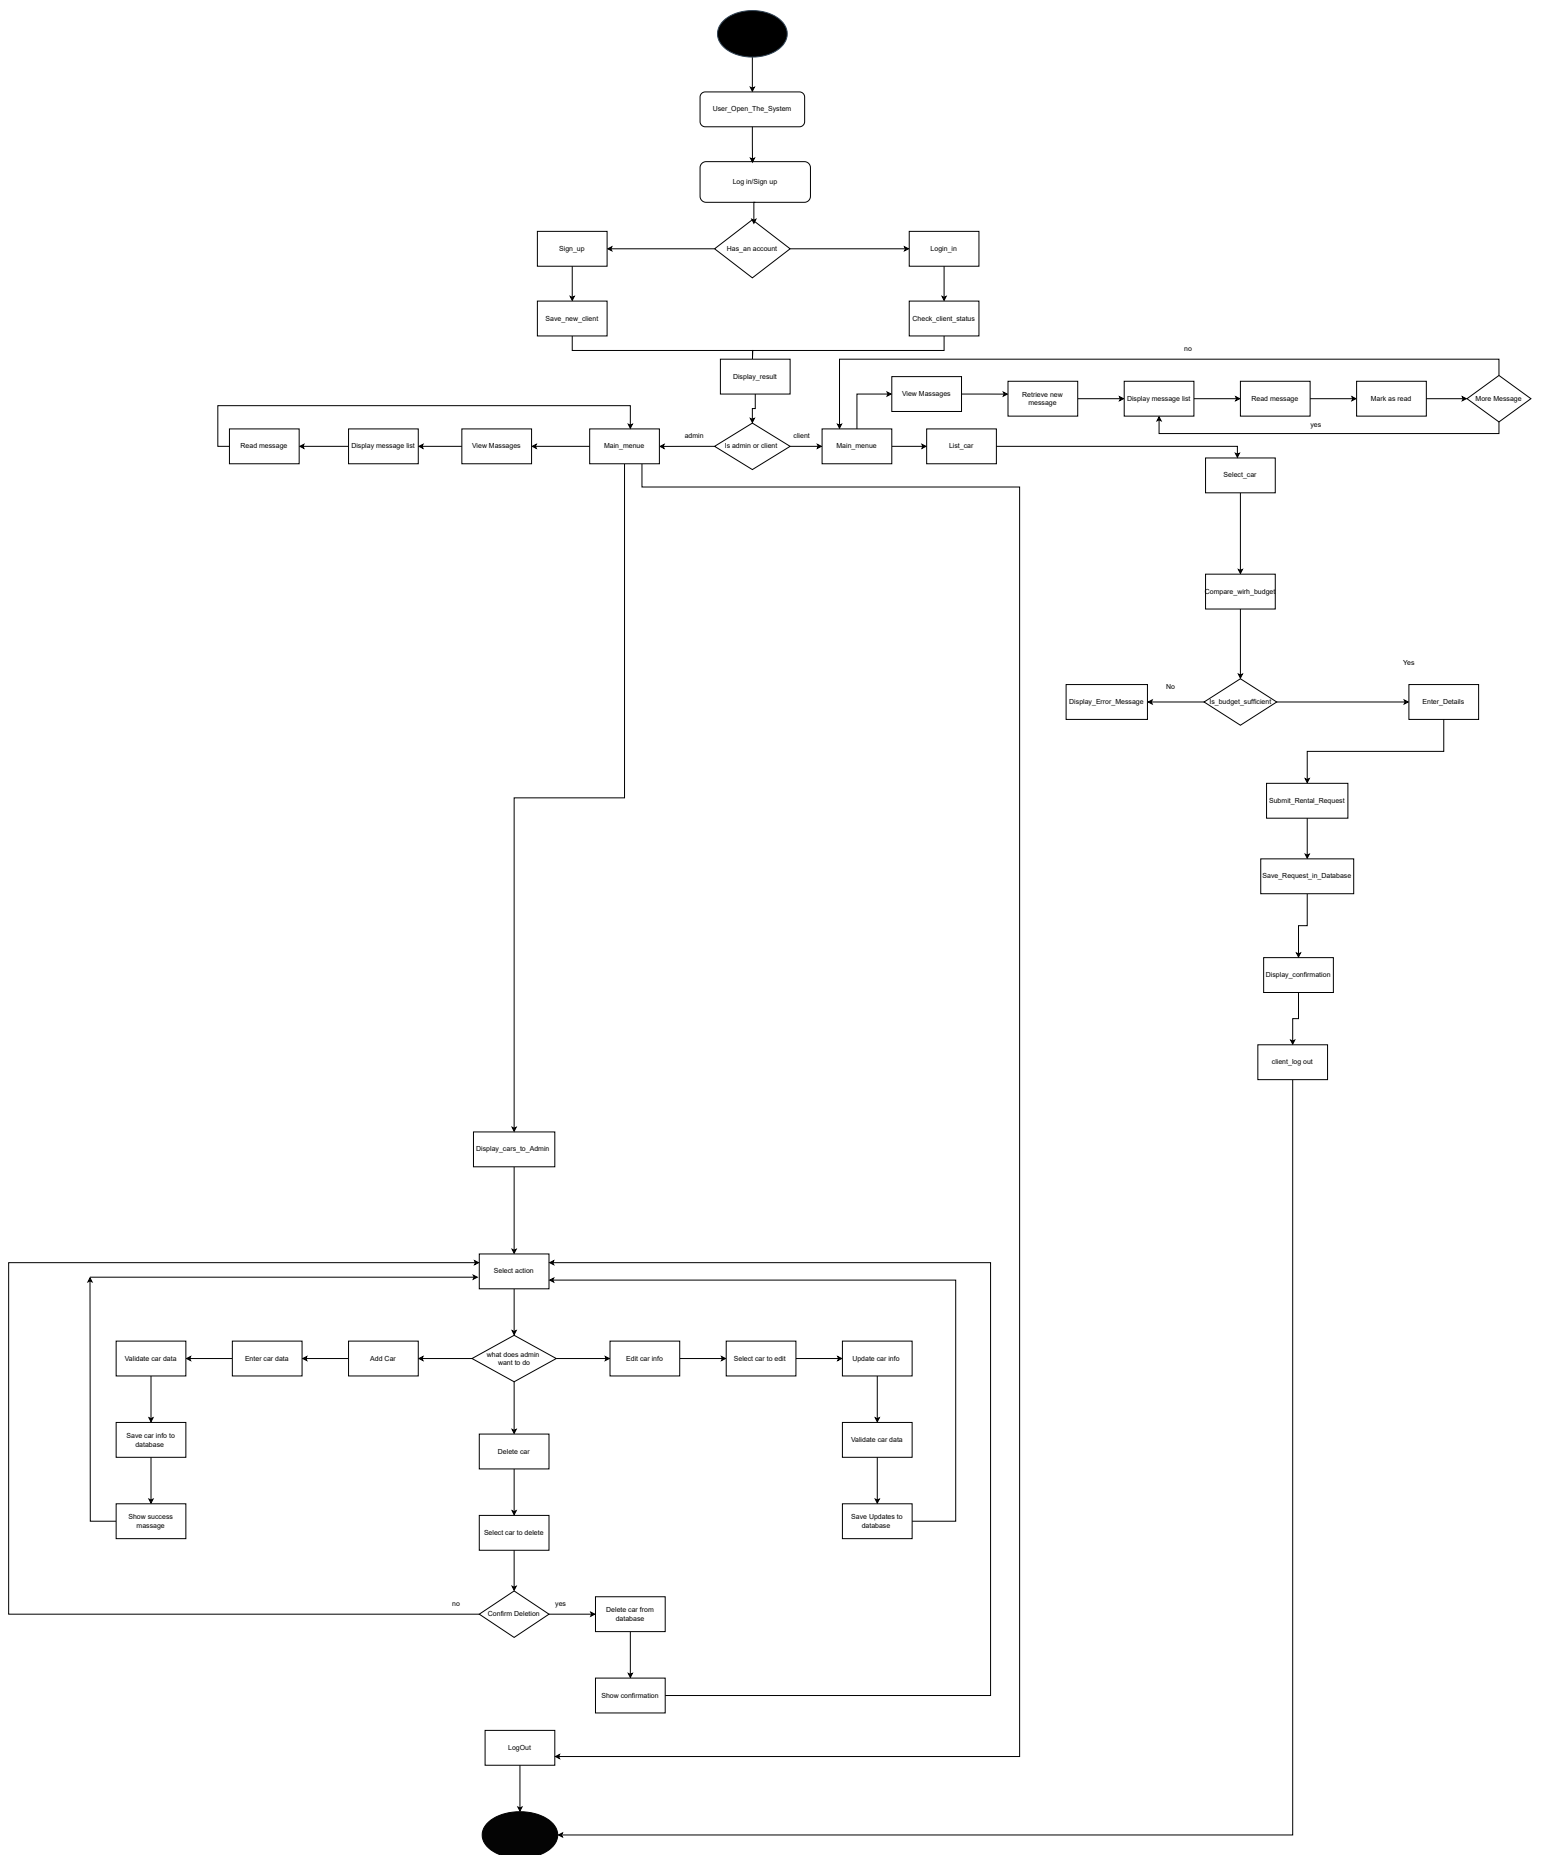 User_Open_The_System
Log in/Sign up
Sign_up
Has_an account
Login_in
Save_new_client
Check_client_status
no
Display_result
View Massages
Retrieve new
message
Display message list
Read message
Mark as read
More Message
yes
Read message
Display message list
View Massages
Main_menue
admin
Is admin or client
client
Main_menue
List_car
Select_car
Compare_wirh_budget
Yes
No
Display_Error_Message
Is_budget_sufficient
Enter_Details
Submit_Rental_Request
Save_Request_in_Database
Display_confirmation
client_log out
Display_cars_to_Admin
Select action
Validate car data
Enter car data
Add Car
what does admin
want to do
Edit car info
Select car to edit
Update car info
Save car info to
database
Delete car
Validate car data
Show success
massage
Select car to delete
Save Updates to
database
no
Confirm Deletion
yes
Delete car from
database
Show confirmation
LogOut